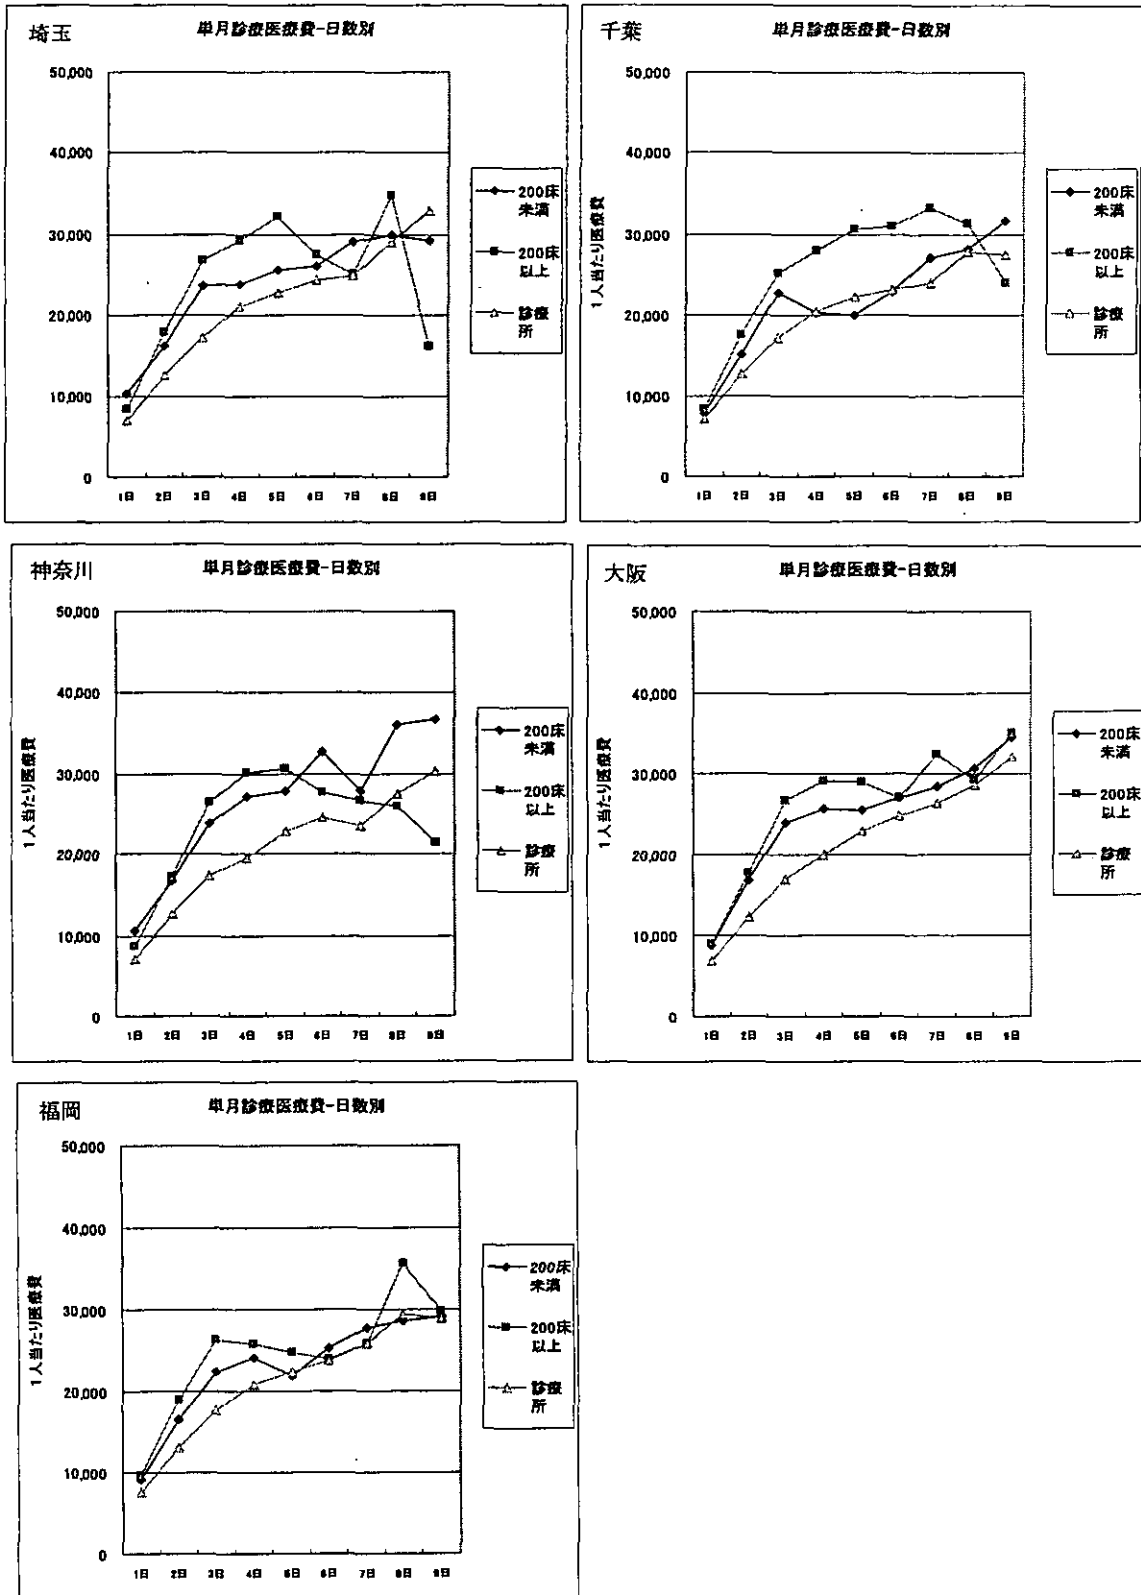 埼玉
単月診療医療費-日数別
50,000
40,000
30,000
20,000
10,000
0
1日 2日 3日 4日 5日 6日 7日 8日 9日
200床
未満
200床
以上
診療
所
千葉
単月診療医療費-日数別
1人当たり医療費
50,000
40,000
30,000
20,000
10,000
0
1日 2日 3日 4日 5日 6日 7日 8日 9日
200床
未満
200床
以上
診療
所
神奈川
単月診療医療費-日数別
1人当たり医療費
50,000
40,000
30,000
20,000
10,000
0
1日 2日 3日 4日 5日 6日 7日 8日 9日
200床
未満
200床
以上
診療
所
大阪
単月診療医療費-日数別
1人当たり医療費
50,000
40,000
30,000
20,000
10,000
0
1日 2日 3日 4日 5日 6日 7日 8日 9日
200床
未満
200床
以上
診療
所
福岡
単月診療医療費-日数別
1人当たり医療費
50,000
40,000
30,000
20,000
10,000
0
1日 2日 3日 4日 5日 6日 7日 8日 9日
200床
未満
200床
以上
診療
所